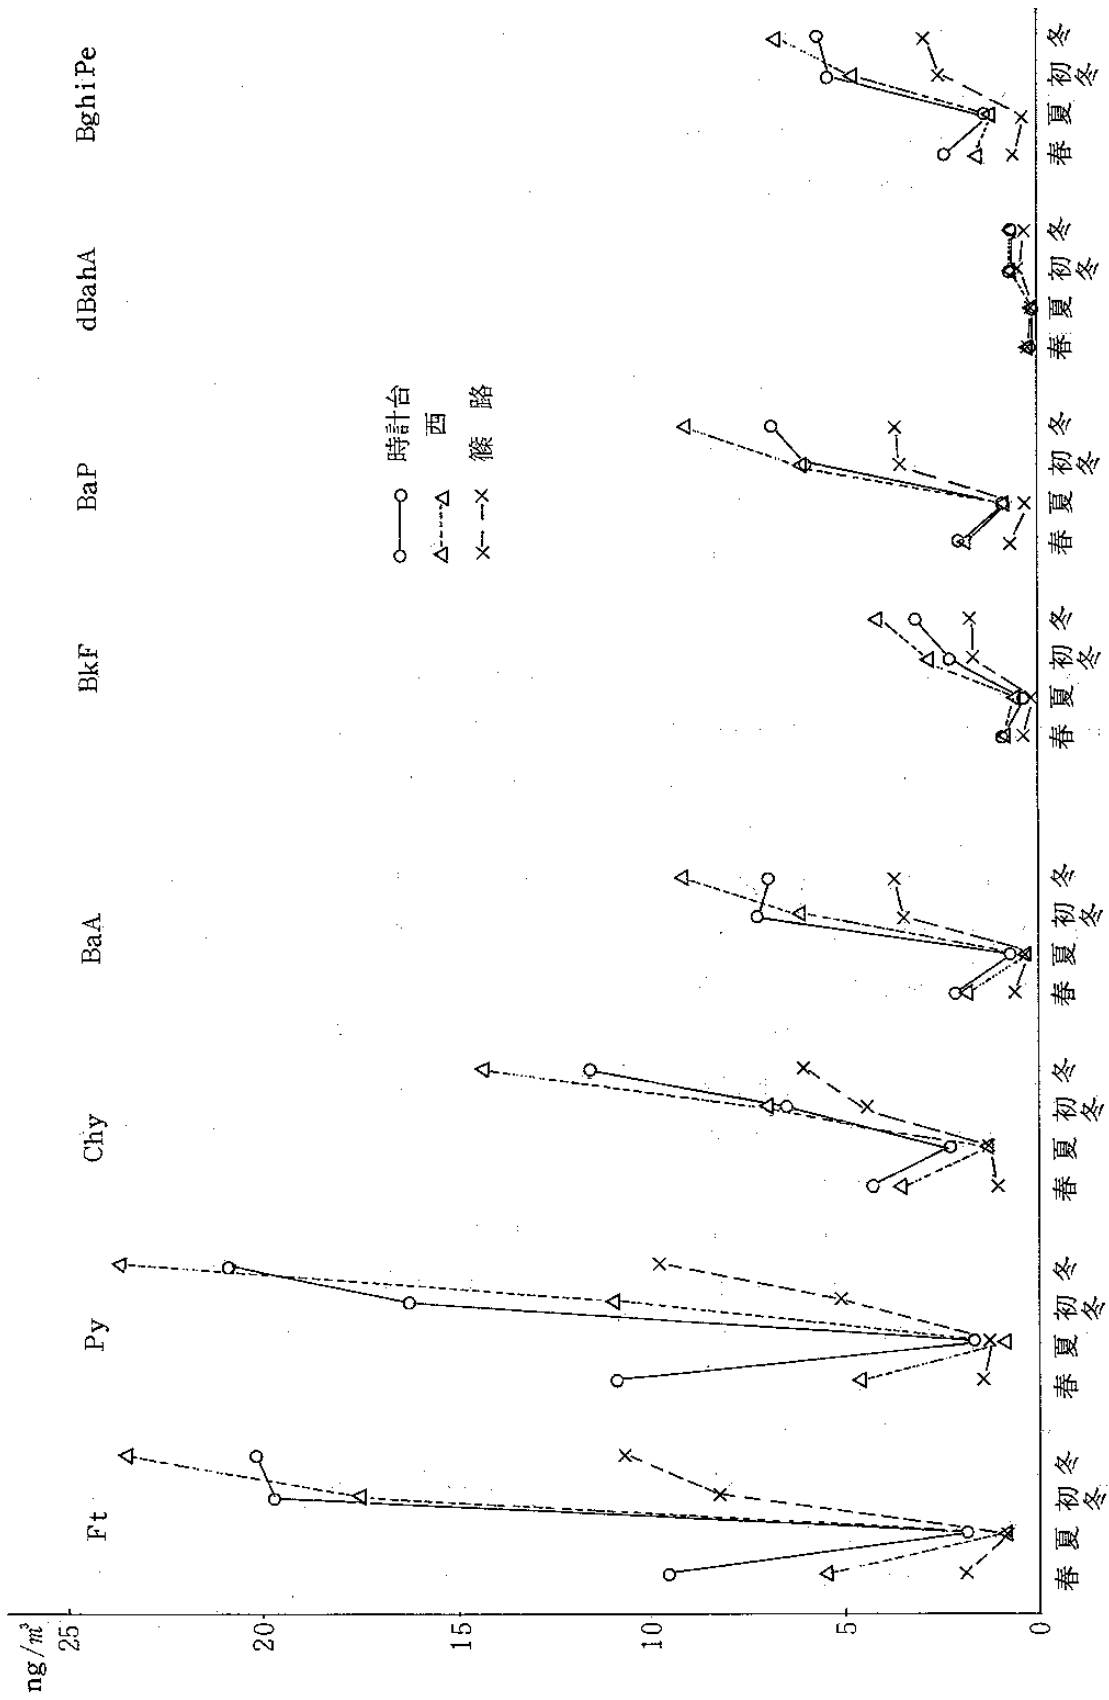 ng/m³
25
20
15
10
5
0
Ft
Py
Chy
BaA
BkF
BaP
dBahA
BghiPe
時計台
西
篠路
春 夏 初冬 冬
春 夏 初冬 冬
春 夏 初冬 冬
春 夏 初冬 冬
春 夏 初冬 冬
春 夏 初冬 冬
春 夏 初冬 冬
春 夏 初冬 冬